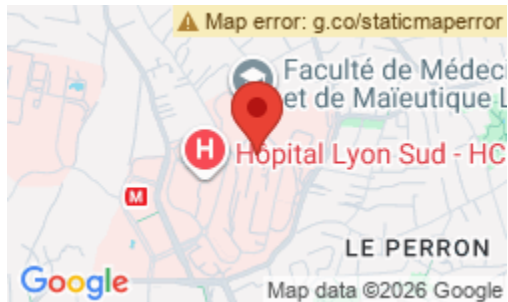 Map error: g.co/staticmaperror
Faculté de Médeci
et de Maïeutique L
H
Hôpital Lyon Sud - HC
M
LE PERRON
Google
Map data ©2026 Google